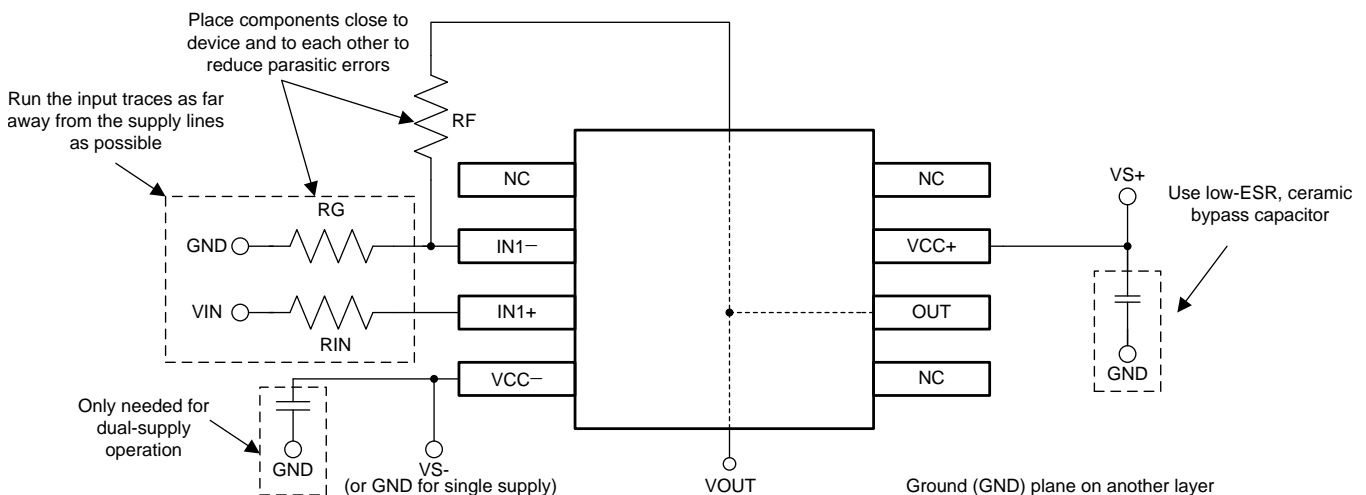 Place components close to
device and to each other to
reduce parasitic errors
Run the input traces as far
away from the supply lines
as possible
RF
NC
NC
VS+
Use low-ESR, ceramic
bypass capacitor
RG
GND
IN1−
VCC+
VIN
IN1+
OUT
RIN
VCC−
NC
GND
Only needed for
dual-supply
operation
GND
VS-
(or GND for single supply)
VOUT
Ground (GND) plane on another layer